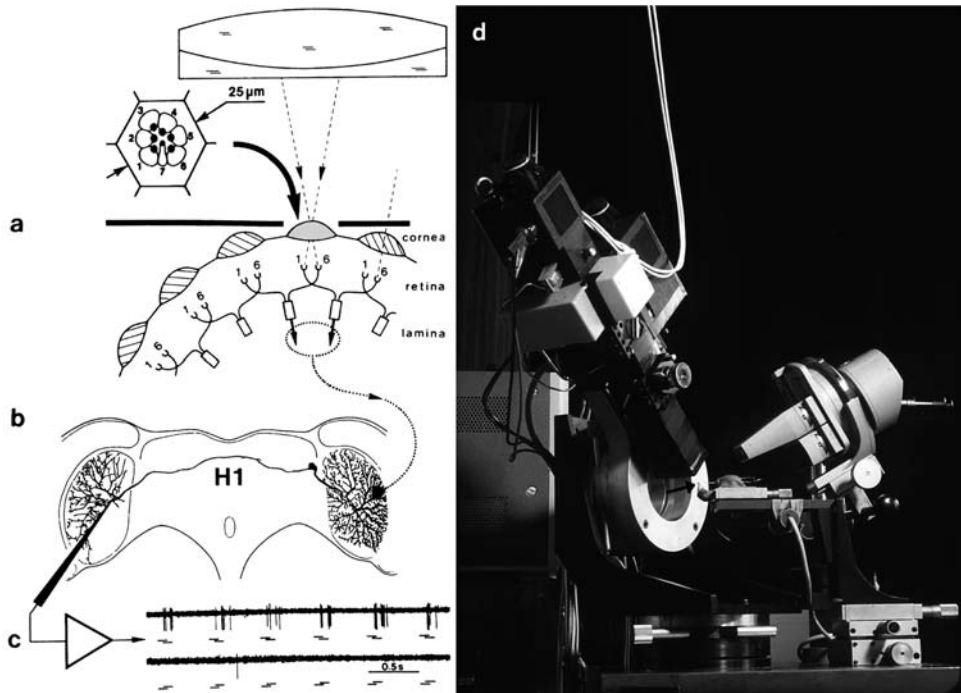 d
25 μm
3 4
2 5
1 7 6
a
cornea
1 6 1 6 1 6
retina
1 6
lamina
1 6
b
H1
c
0.5s